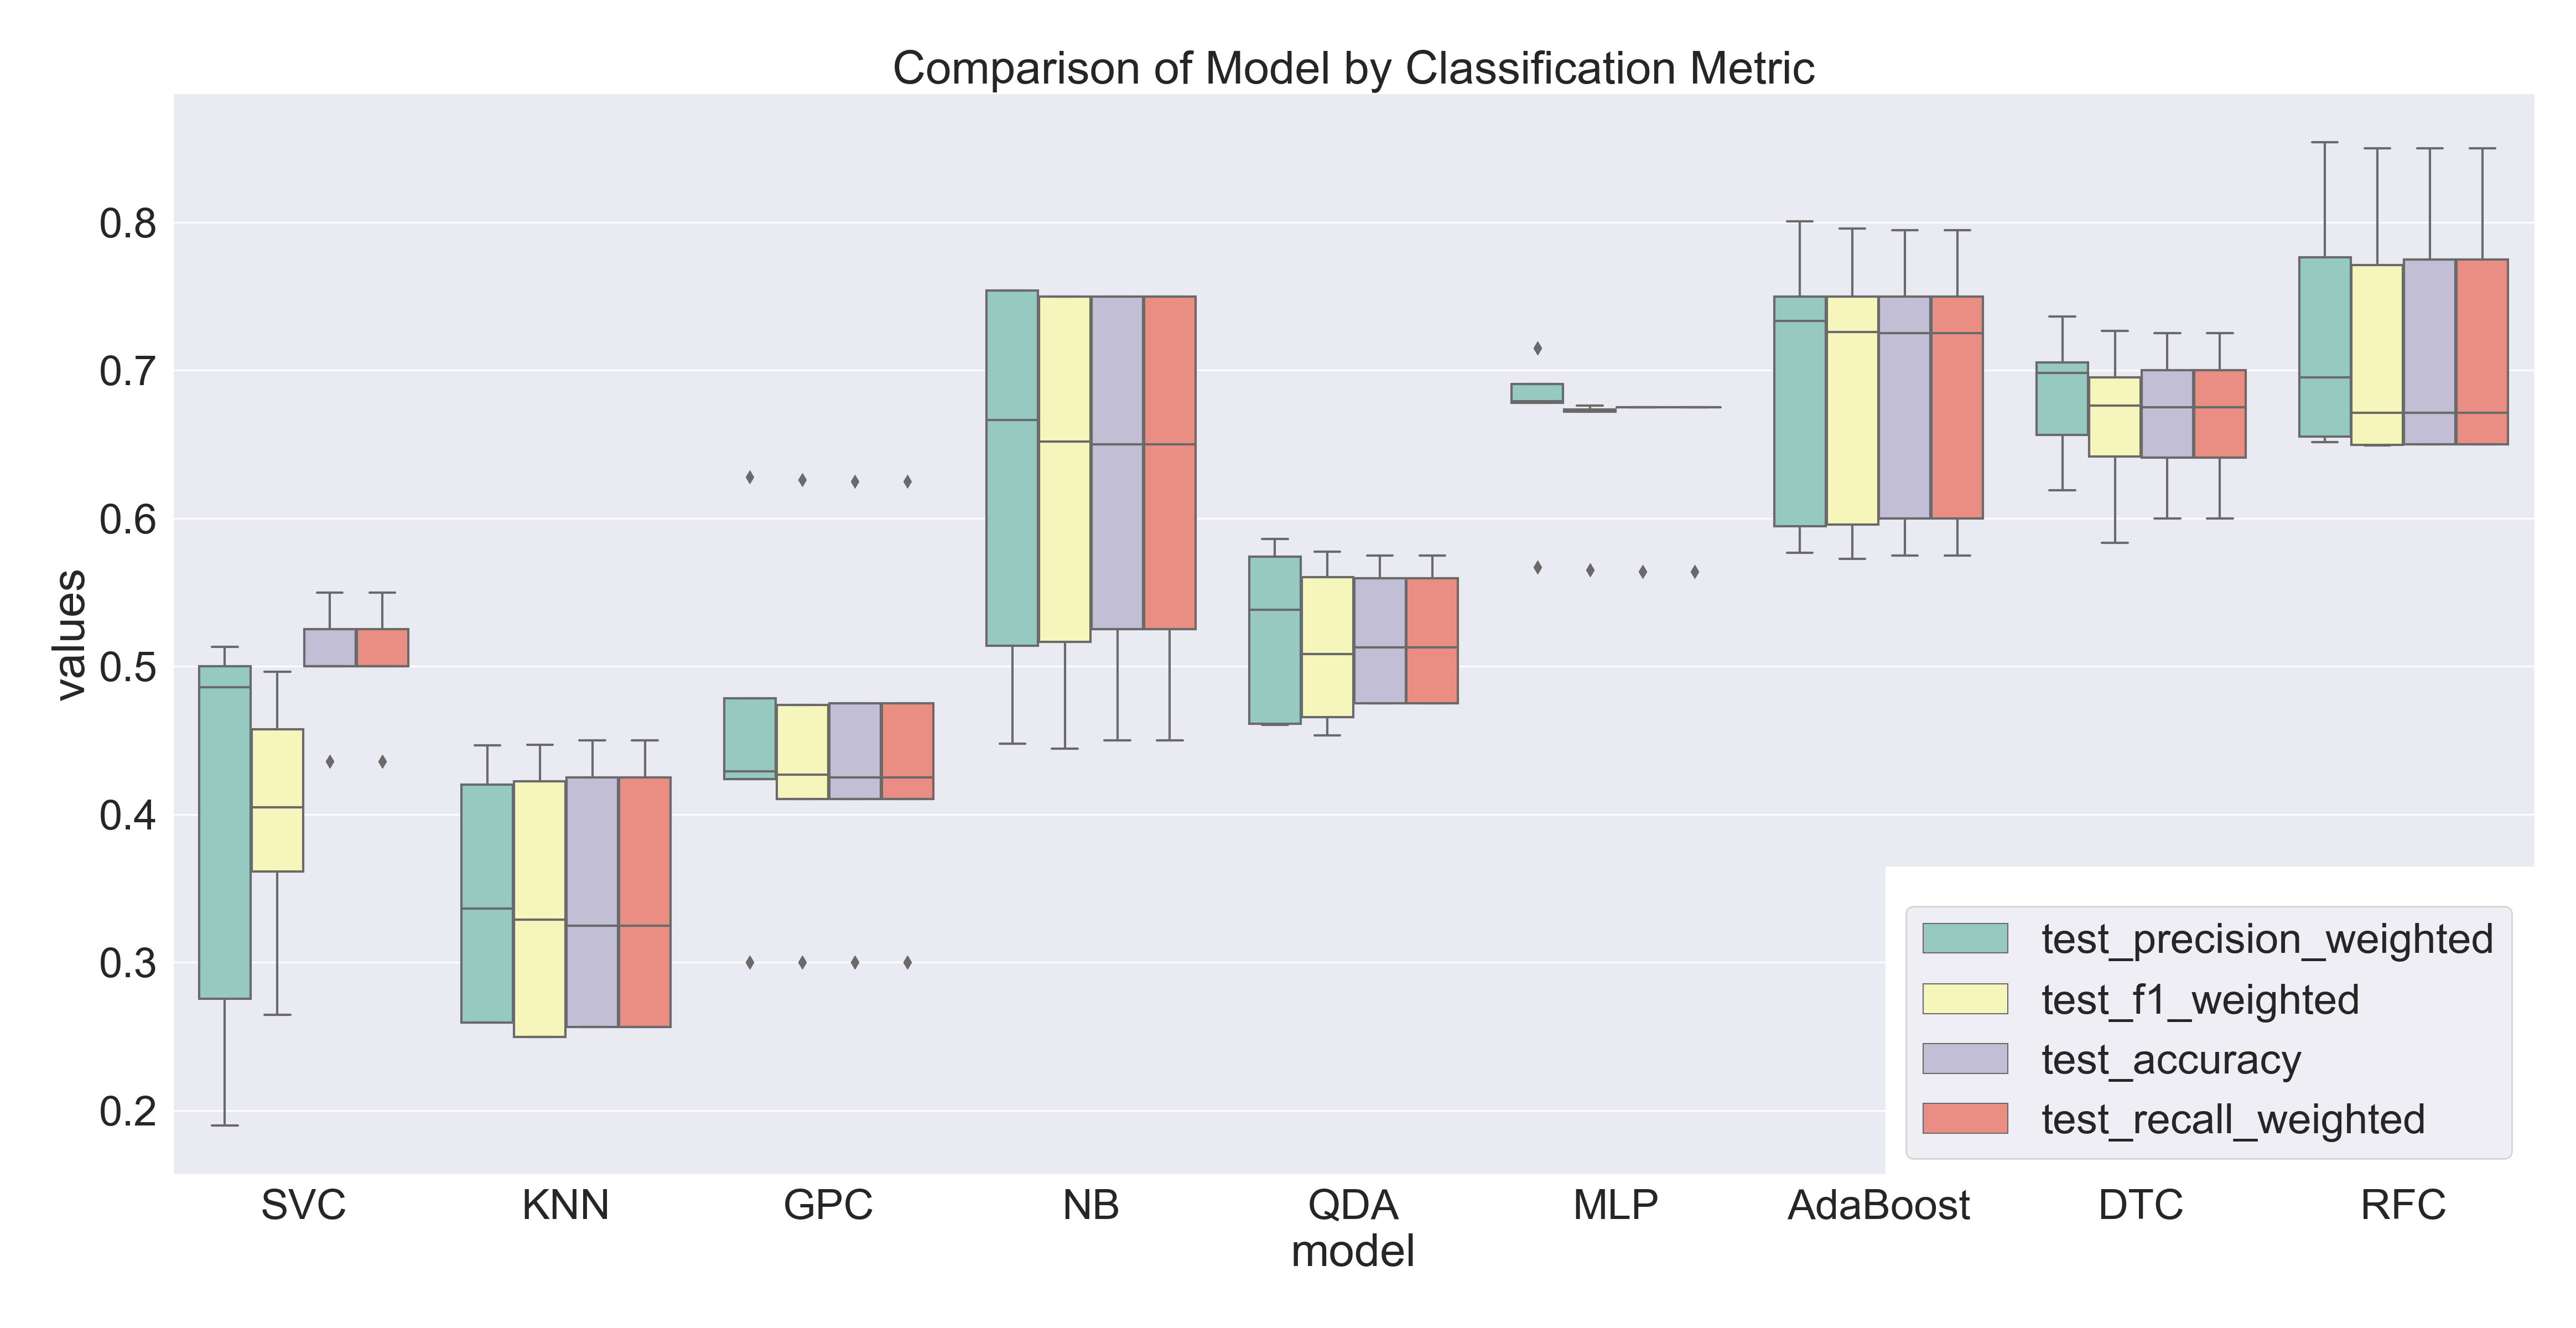 Comparison of Model by Classification Metric
values
0.8
0.7
0.6
0.5
0.4
0.3
0.2
test_precision_weighted
test_f1_weighted
test_accuracy
test_recall_weighted
SVC KNN GPC NB QDA MLP AdaBoost DTC RFC
model